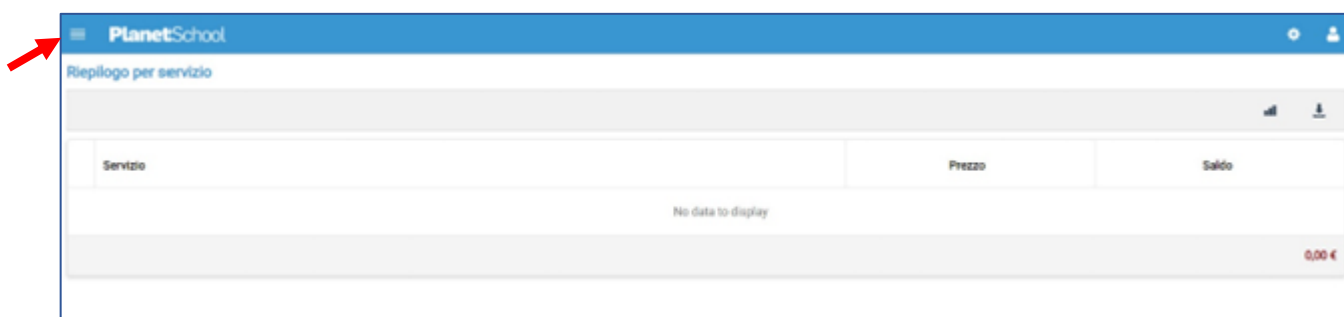 PlanetSchool
Riepilogo per servizio
Servizio Prezzo Saldo
No data to display
0,00 €